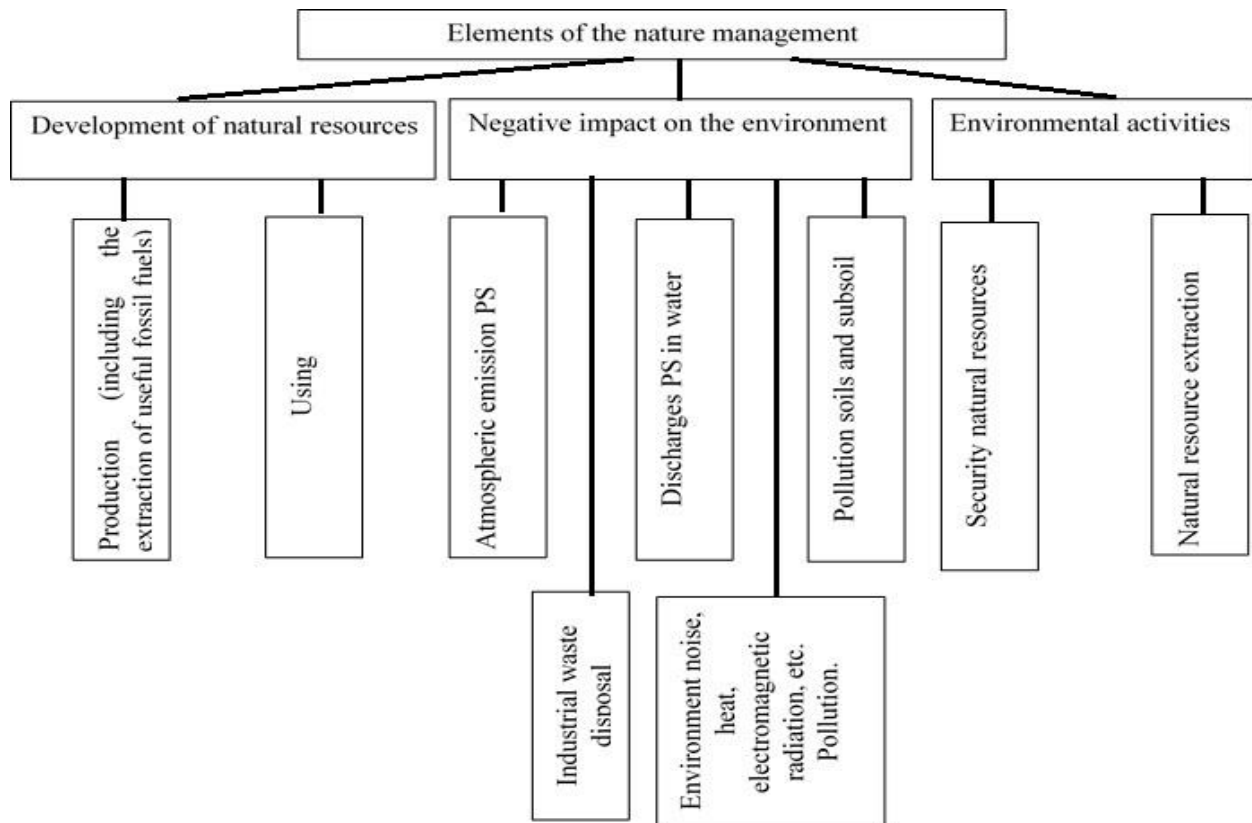 Elements of the nature management
Development of natural resources
Negative impact on the environment
Environmental activities
Production (including the
extraction of useful fossil fuels)
Using
Atmospheric emission PS
Discharges PS in water
Pollution soils and subsoil
Security natural resources
Natural resource extraction
Industrial waste
disposal
Environment noise,
heat,
electromagnetic
radiation, etc.
Pollution.